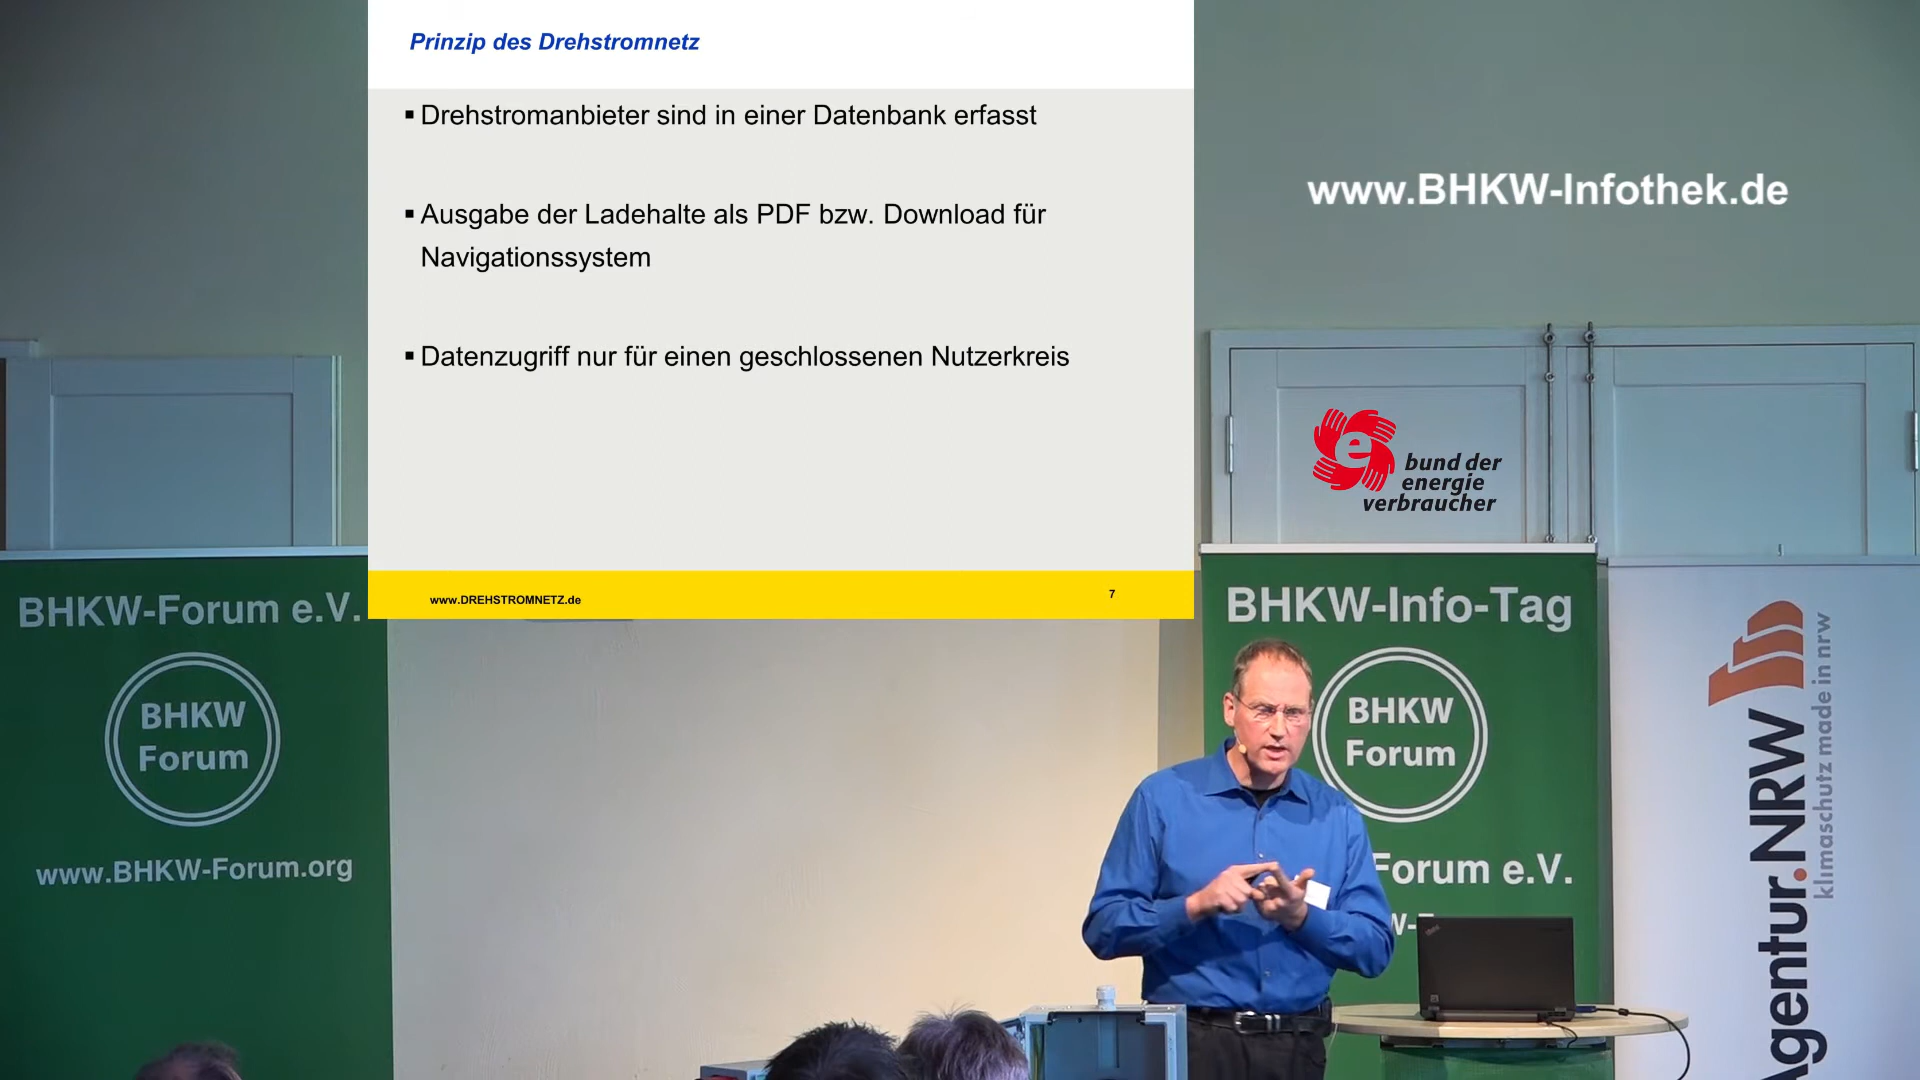 Prinzip des Drehstromnetz
▪ Drehstromanbieter sind in einer Datenbank erfasst
▪ Ausgabe der Ladehalte als PDF bzw. Download für
Navigationssystem
▪ Datenzugriff nur für einen geschlossenen Nutzerkreis
www.DREHSTROMNETZ.de
7
www.BHKW-Infothek.de
e
bund der
energie
verbraucher
BHKW-Forum e.V.
BHKW
Forum
www.BHKW-Forum.org
BHKW-Info-Tag
BHKW
Forum
Forum e.V.
Agentur.NRW
klimaschutz made in nrw